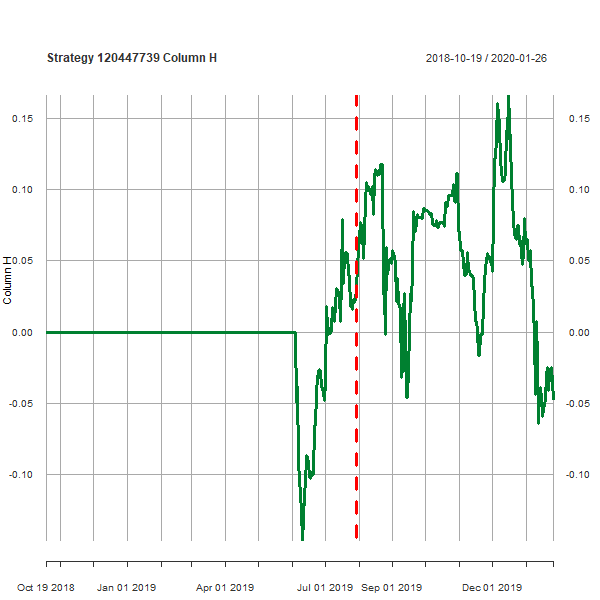 Strategy 120447739 Column H
2018-10-19 / 2020-01-26
Column H
0.15
0.10
0.05
0.00
-0.05
-0.10
0.15
0.10
0.05
0.00
-0.05
-0.10
Oct 19 2018
Jan 01 2019
Apr 01 2019
Jul 01 2019
Sep 01 2019
Dec 01 2019